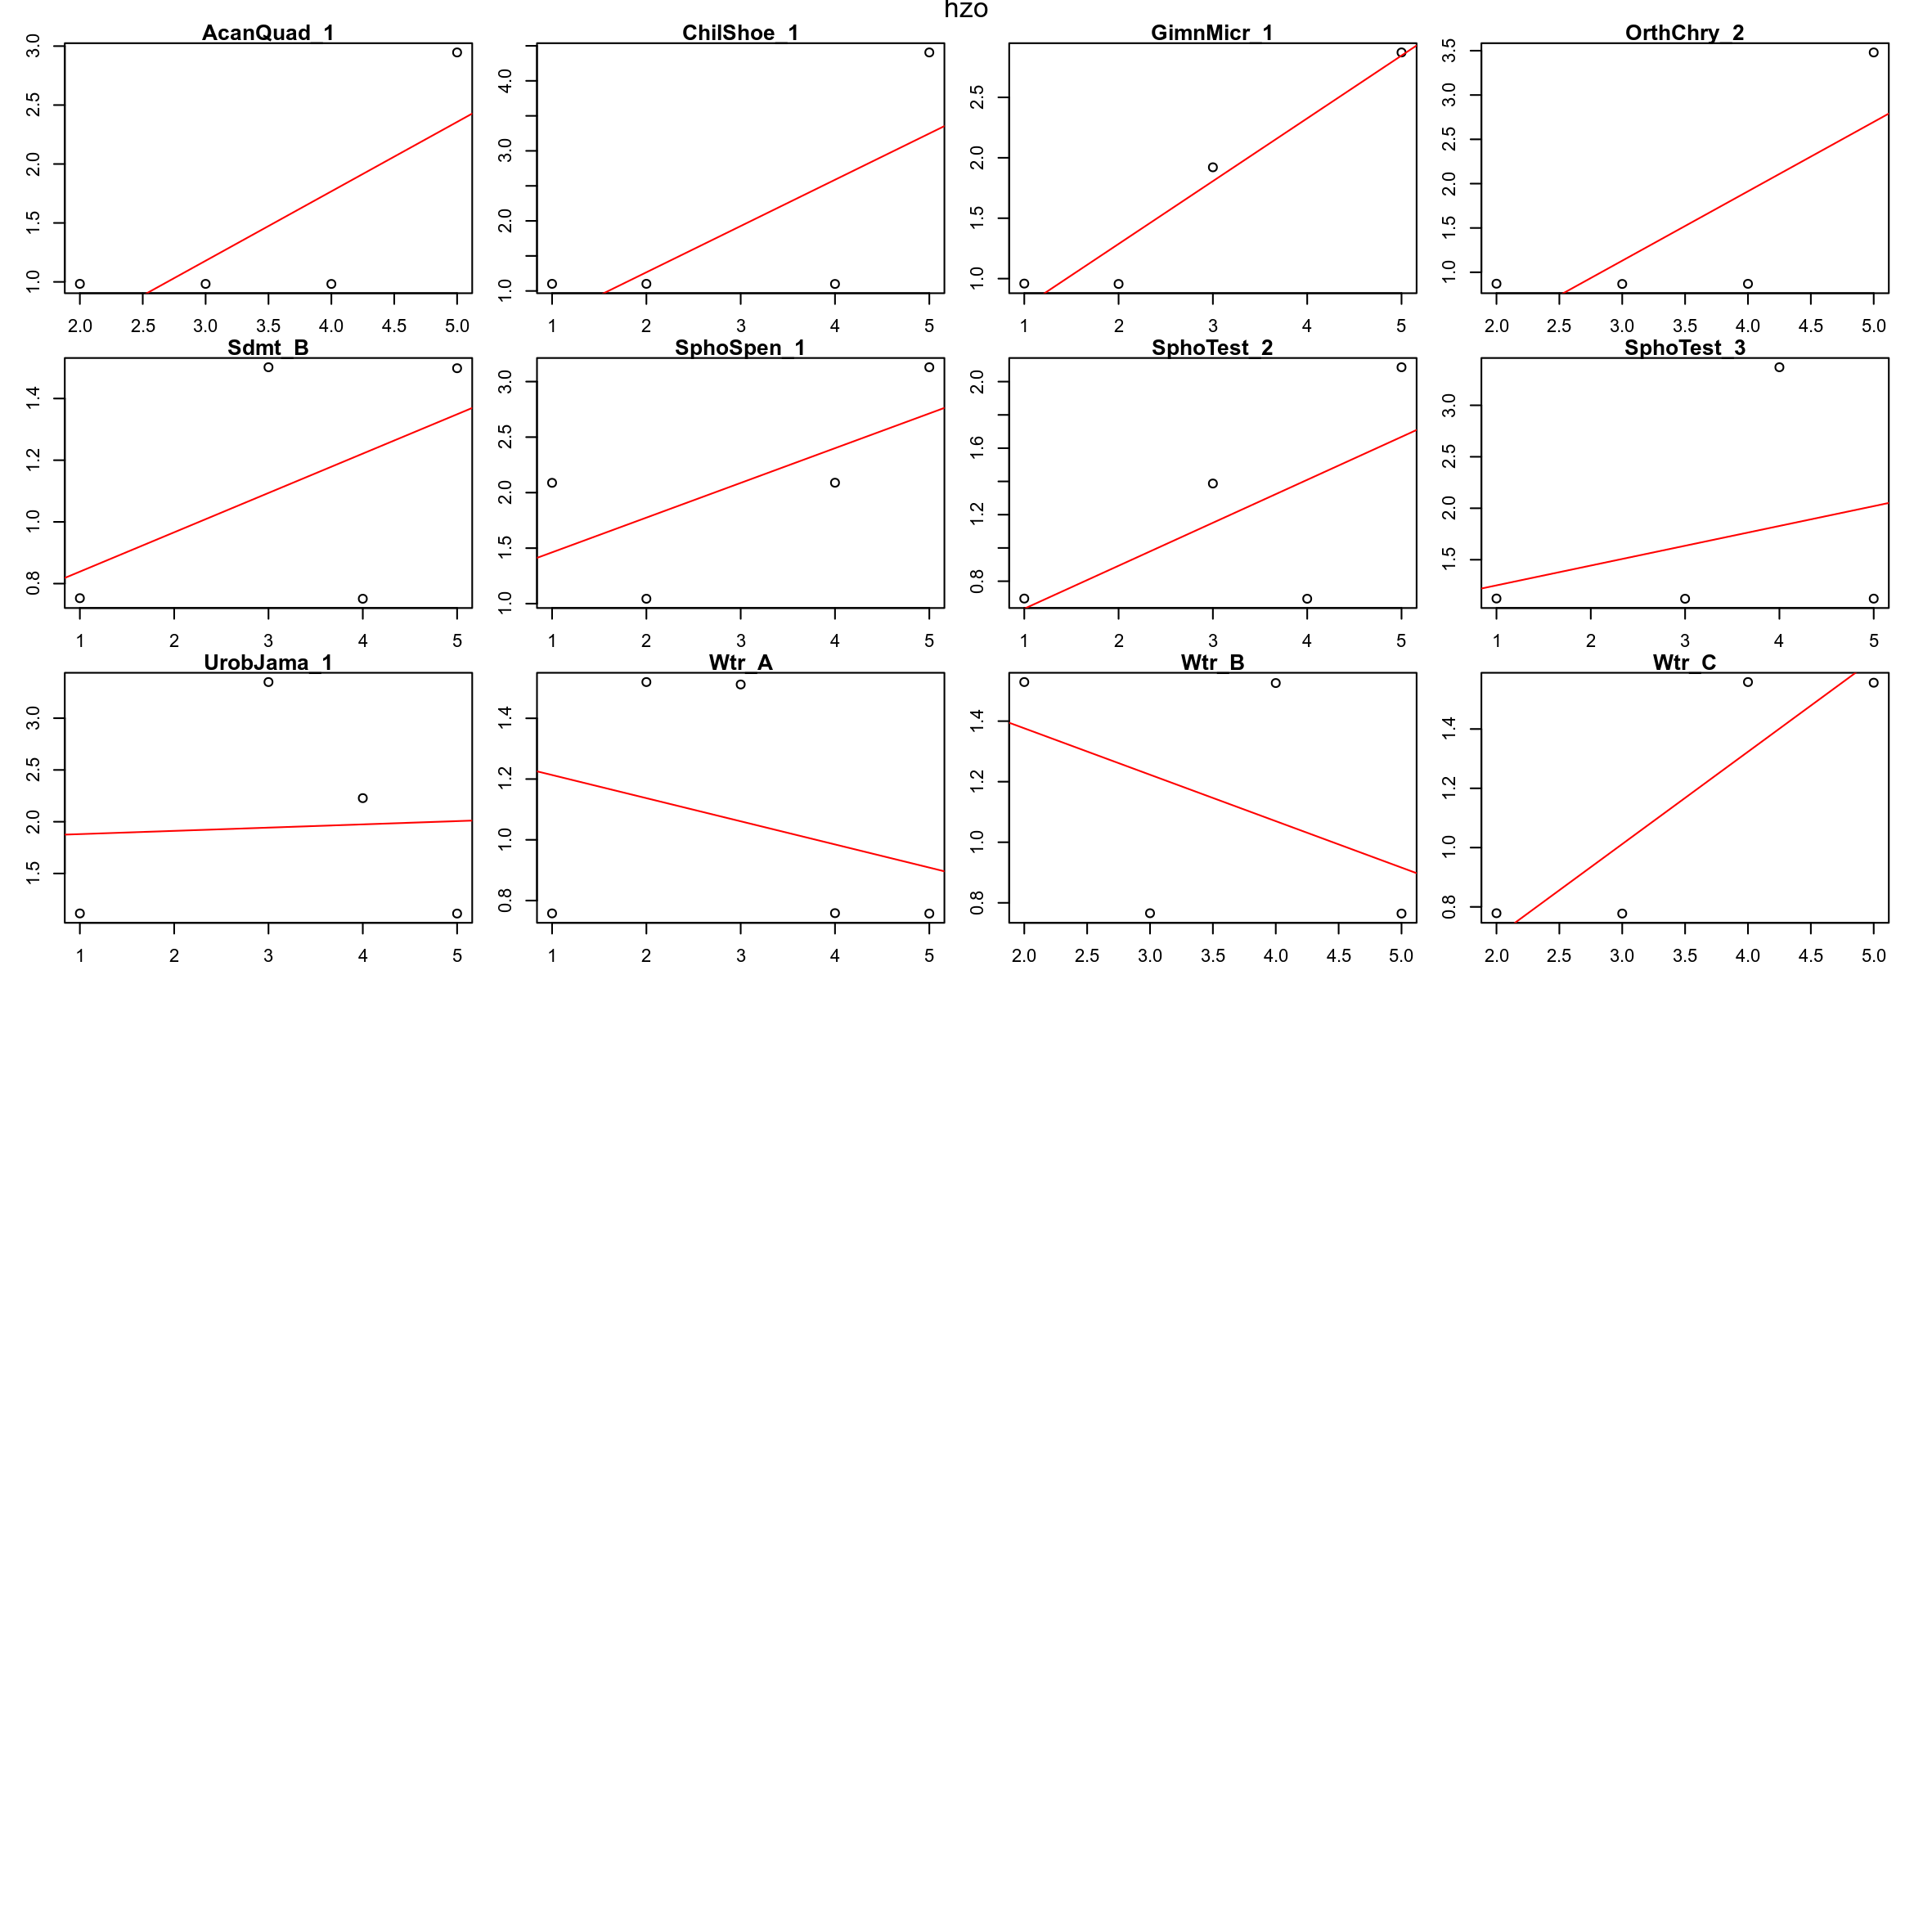 hzo
AcanQuad_1 ChilShoe_1 GimnMicr_1 OrthChry_2
1.0 1.5 2.0 2.5 3.0
1.0 2.0 3.0 4.0
1.0 1.5 2.0 2.5
1.0 1.5 2.0 2.5 3.0 3.5
2.0 2.5 3.0 3.5 4.0 4.5 5.0 1 2 3 4 5 1 2 3 4 5 2.0 2.5 3.0 3.5 4.0 4.5 5.0
Sdmt_B SphoSpen_1 SphoTest_2 SphoTest_3
0.8 1.0 1.2 1.4
1.0 1.5 2.0 2.5 3.0
0.8 1.2 1.6 2.0
1.5 2.0 2.5 3.0
1 2 3 4 5 1 2 3 4 5 1 2 3 4 5 1 2 3 4 5
UrobJama_1 Wtr_A Wtr_B Wtr_C
1.5 2.0 2.5 3.0
0.8 1.0 1.2 1.4
0.8 1.0 1.2 1.4
0.8 1.0 1.2 1.4
1 2 3 4 5 1 2 3 4 5 2.0 2.5 3.0 3.5 4.0 4.5 5.0 2.0 2.5 3.0 3.5 4.0 4.5 5.0